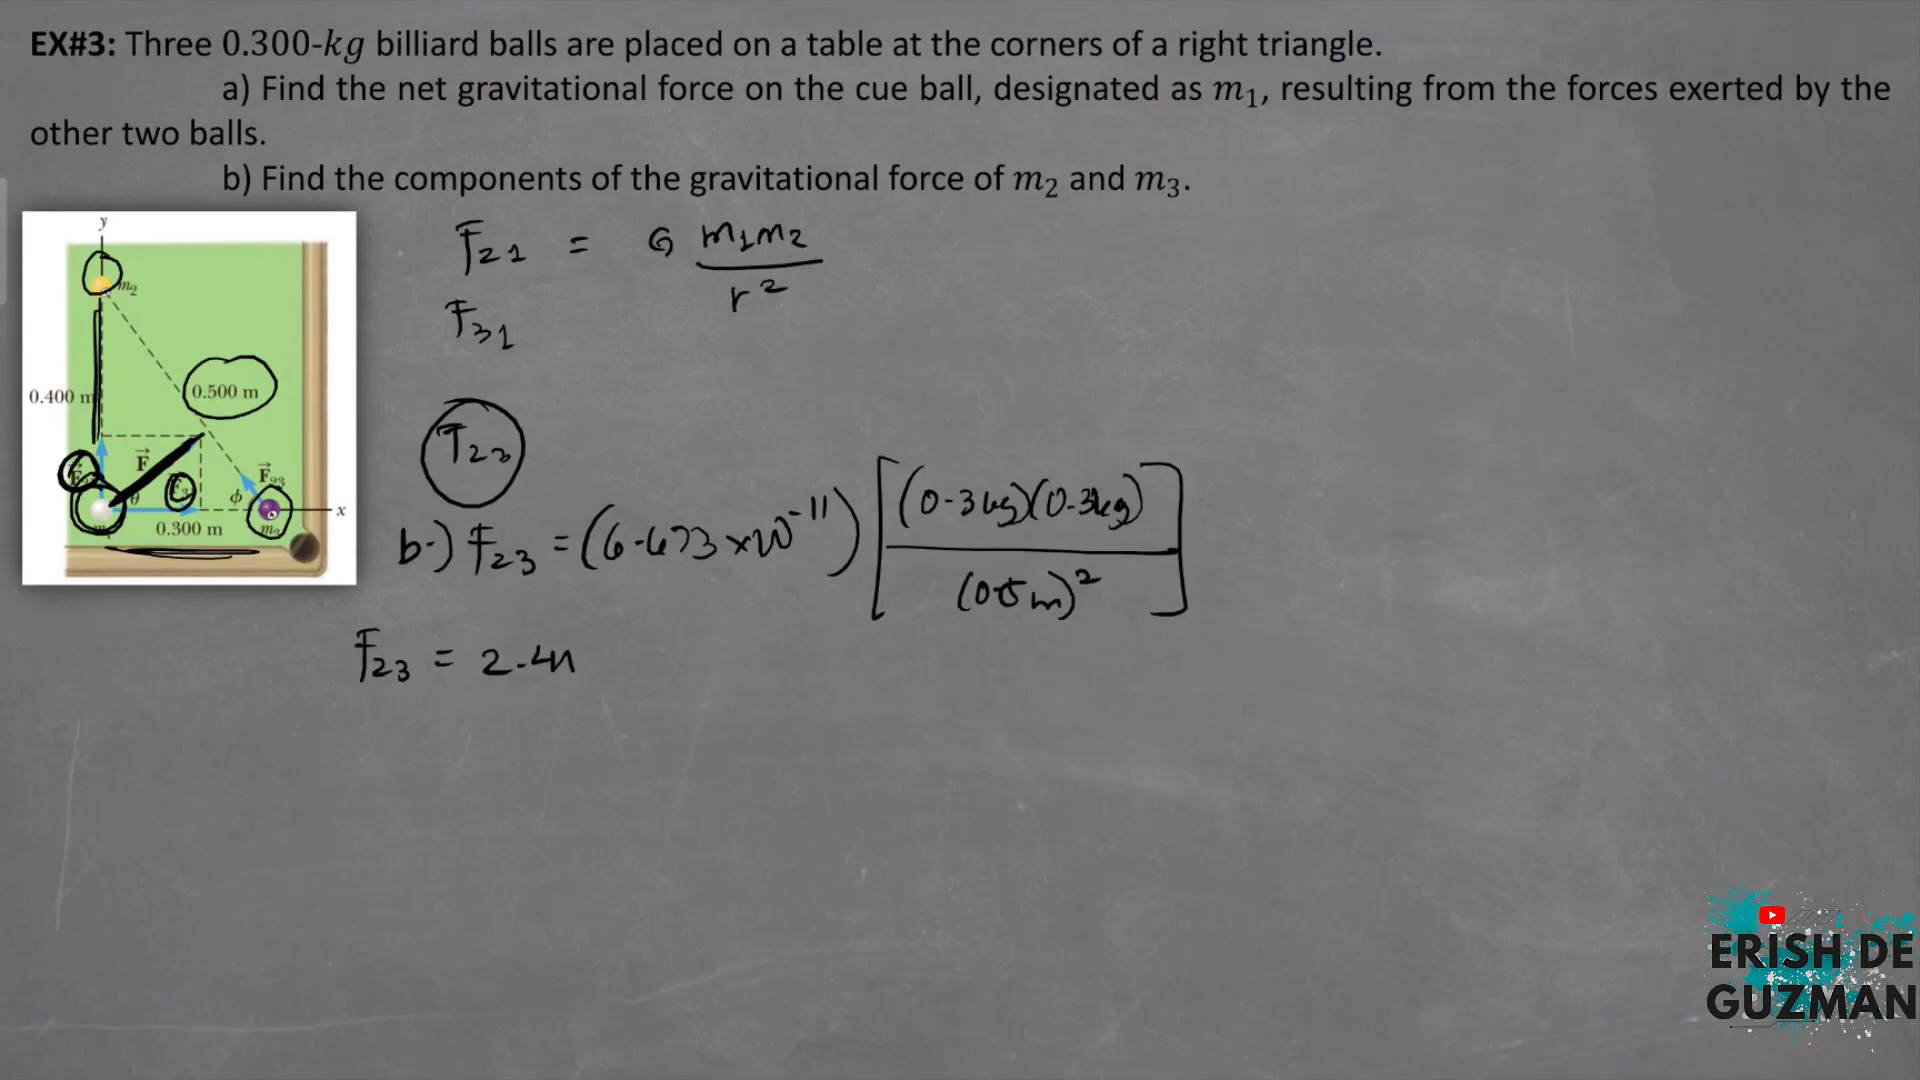 EX#3: Three 0.300-kg billiard balls are placed on a table at the corners of a right triangle.
a) Find the net gravitational force on the cue ball, designated as m₁, resulting from the forces exerted by the
other two balls.
b) Find the components of the gravitational force of m₂ and m₃.
y
m₂
0.400 m
0.500 m
F⃗
θ
ϕ
F⃗₂₃
x
0.300 m
m₃
F₂₁ = G m₁m₂ / r²
F₃₁
F₂₃
b.) F₂₃ = (6.673 x10⁻¹¹) [(0.3kg)(0.3kg) / (0.5m)²]
F₂₃ = 2.4
ERISH DE
GUZMAN